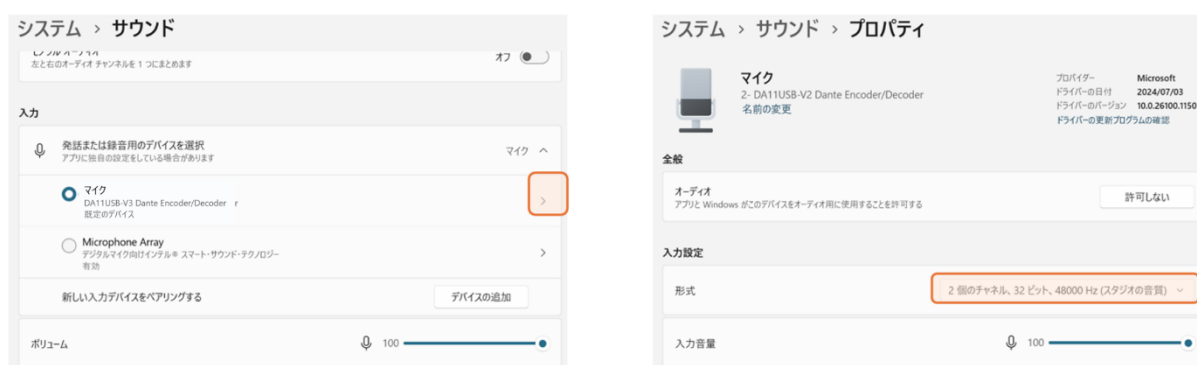 システム › サウンド
モノラル オーディオ
左と右のオーディオ チャンネルを 1 つにまとめます
オフ
入力
発話または録音用のデバイスを選択
アプリに独自の設定をしている場合があります
マイク
マイク
DA11USB-V3 Dante Encoder/Decoder r
既定のデバイス
Microphone Array
デジタルマイク向けインテル® スマート・サウンド・テクノロジー
有効
新しい入力デバイスをペアリングする
デバイスの追加
ボリューム
100
システム › サウンド › プロパティ
マイク
2- DA11USB-V2 Dante Encoder/Decoder
名前の変更
プロバイダー Microsoft
ドライバーの日付 2024/07/03
ドライバーのバージョン 10.0.26100.1150
ドライバーの更新プログラムの確認
全般
オーディオ
アプリと Windows がこのデバイスをオーディオ用に使用することを許可する
許可しない
入力設定
形式
2 個のチャネル、32 ビット、48000 Hz (スタジオの音質)
入力音量
100